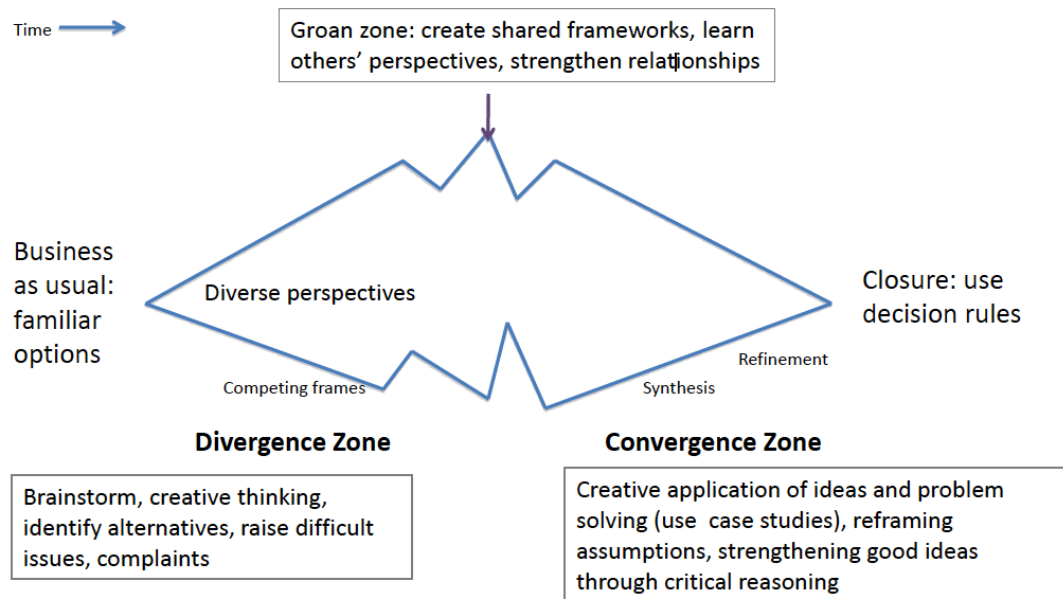 Time
Groan zone: create shared frameworks, learn
others’ perspectives, strengthen relationships
Business
as usual:
familiar
options
Diverse perspectives
Closure: use
decision rules
Competing frames
Refinement
Synthesis
Divergence Zone
Convergence Zone
Brainstorm, creative thinking,
identify alternatives, raise difficult
issues, complaints
Creative application of ideas and problem
solving (use  case studies), reframing
assumptions, strengthening good ideas
through critical reasoning